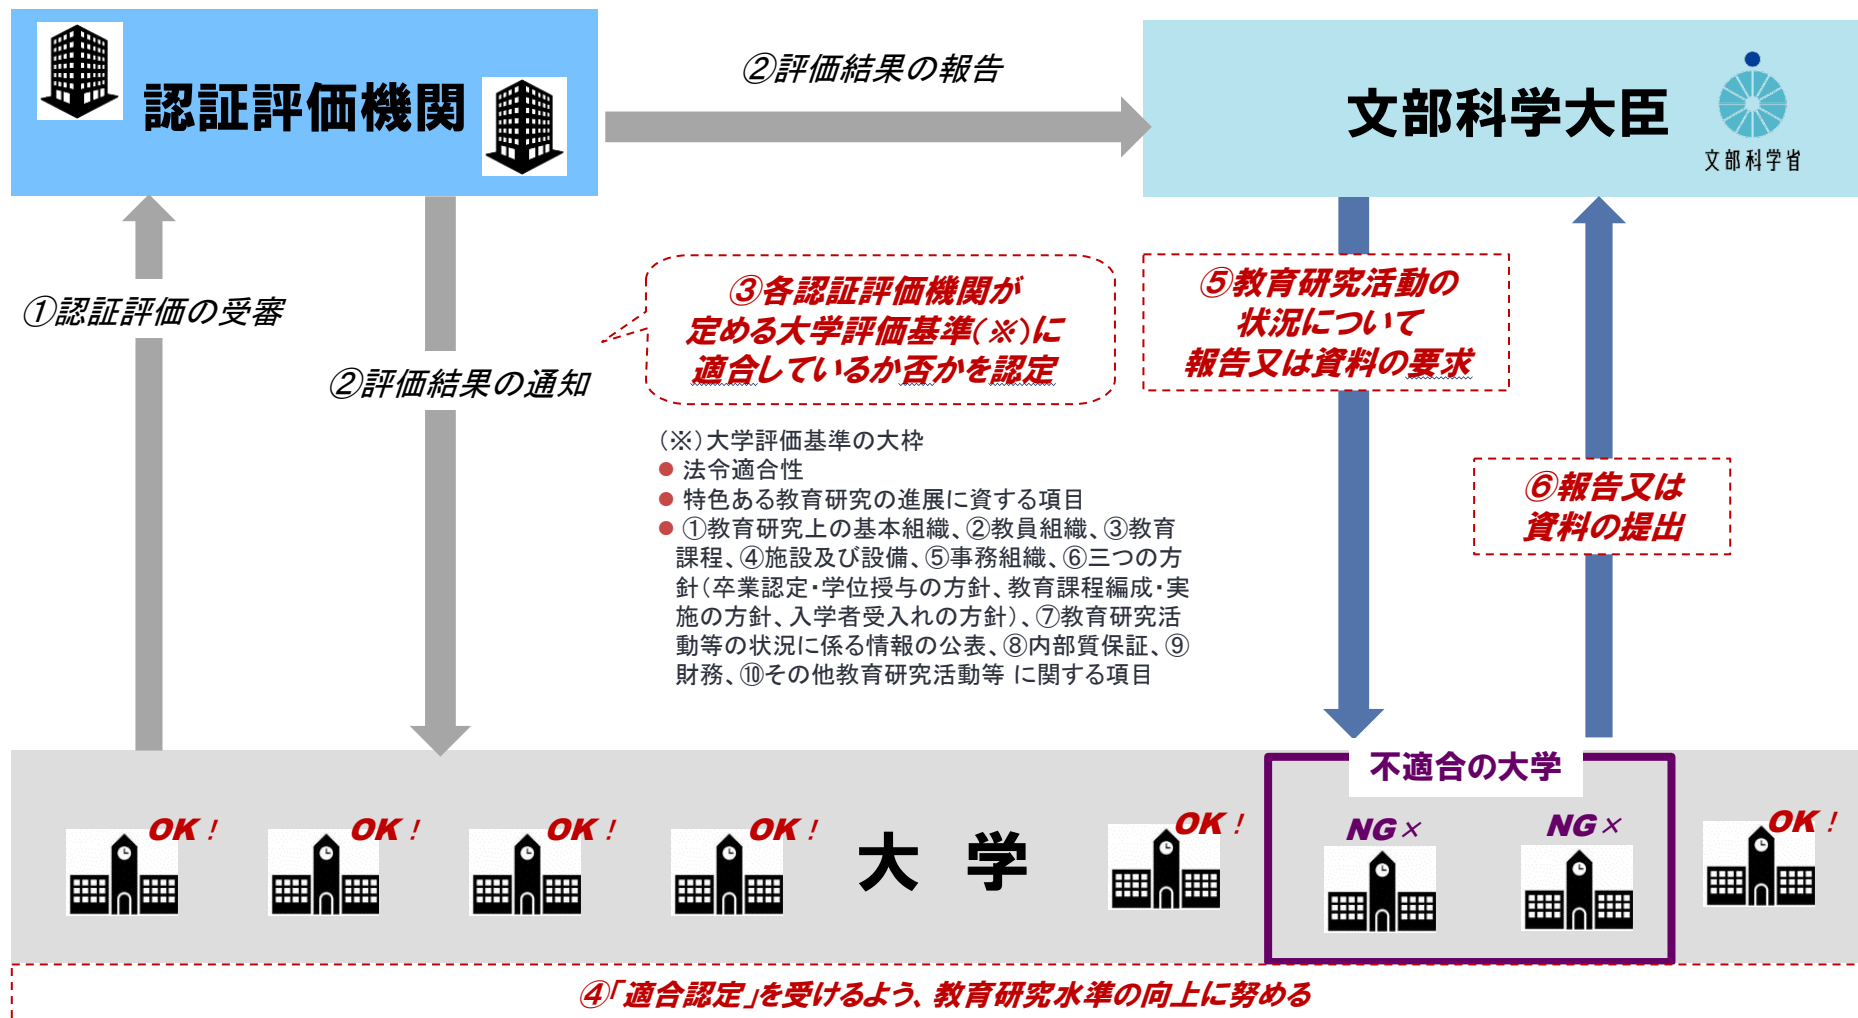 認証評価機関
②評価結果の報告
文部科学大臣
文部科学省
①認証評価の受審
②評価結果の通知
③各認証評価機関が
定める大学評価基準(※)に
適合しているか否かを認定
⑤教育研究活動の
状況について
報告又は資料の要求
⑥報告又は
資料の提出
(※)大学評価基準の大枠
● 法令適合性
● 特色ある教育研究の進展に資する項目
● ①教育研究上の基本組織、②教員組織、③教育
課程、④施設及び設備、⑤事務組織、⑥三つの方
針(卒業認定・学位授与の方針、教育課程編成・実
施の方針、入学者受入れの方針)、⑦教育研究活
動等の状況に係る情報の公表、⑧内部質保証、⑨
財務、⑩その他教育研究活動等 に関する項目
不適合の大学
OK!
OK!
OK!
OK!
大 学
OK!
NG×
NG×
OK!
④「適合認定」を受けるよう、教育研究水準の向上に努める